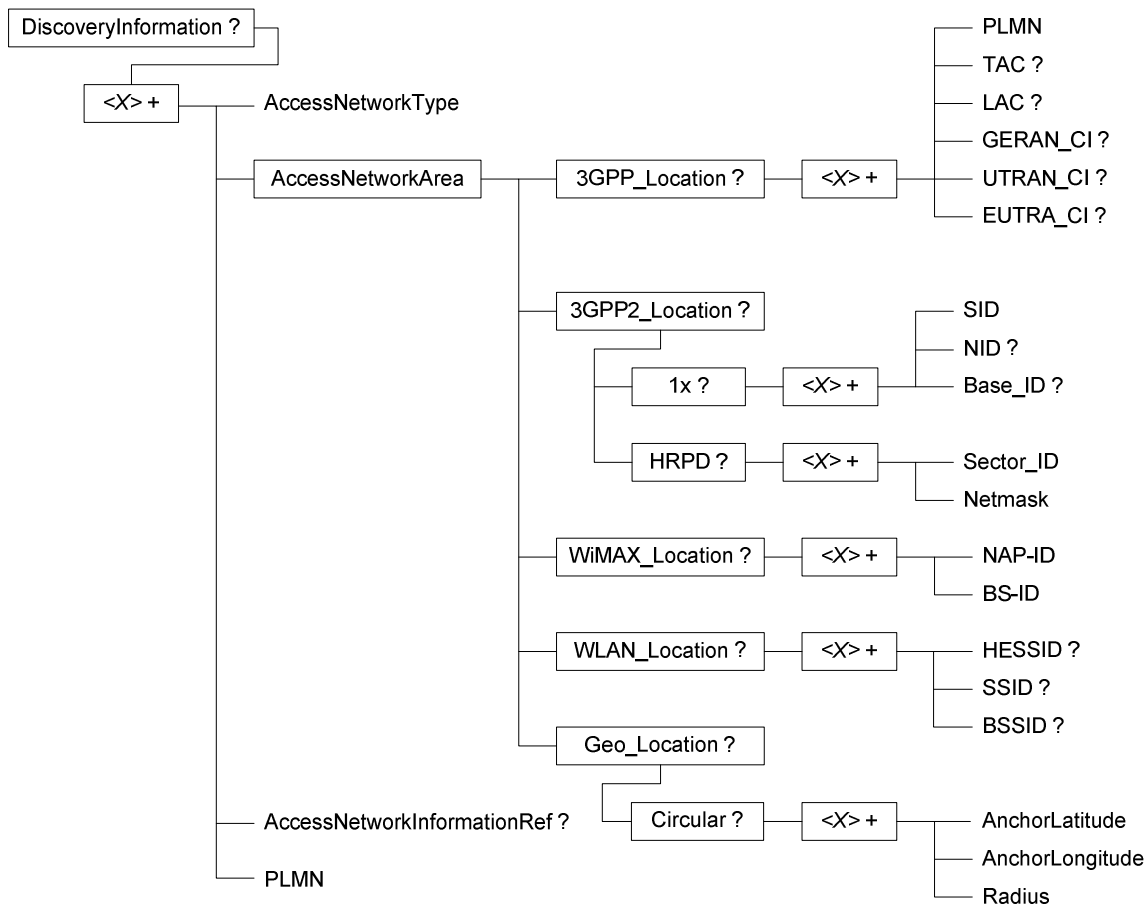 DiscoveryInformation ?
<X> +
AccessNetworkType
AccessNetworkArea
3GPP_Location ?
<X> +
PLMN
TAC ?
LAC ?
GERAN_CI ?
UTRAN_CI ?
EUTRA_CI ?
3GPP2_Location ?
1x ?
<X> +
SID
NID ?
Base_ID ?
HRPD ?
<X> +
Sector_ID
Netmask
WiMAX_Location ?
<X> +
NAP-ID
BS-ID
WLAN_Location ?
<X> +
HESSID ?
SSID ?
BSSID ?
Geo_Location ?
Circular ?
<X> +
AnchorLatitude
AnchorLongitude
Radius
AccessNetworkInformationRef ?
PLMN